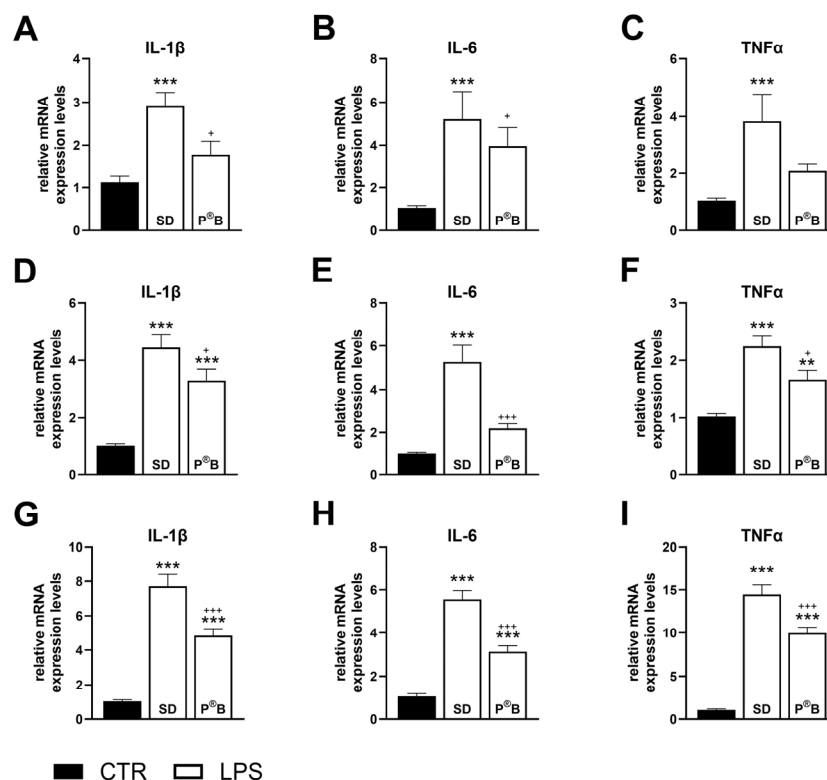 A
IL-1β
relative mRNA
expression levels
4
3
2
1
0
***
+
SD
P®B
B
IL-6
relative mRNA
expression levels
8
6
4
2
0
***
+
SD
P®B
C
TNFα
relative mRNA
expression levels
6
4
2
0
***
SD
P®B
D
IL-1β
relative mRNA
expression levels
6
4
2
0
***
+
***
SD
P®B
E
IL-6
relative mRNA
expression levels
8
6
4
2
0
***
+++
SD
P®B
F
TNFα
relative mRNA
expression levels
3
2
1
0
***
+
**
SD
P®B
G
IL-1β
relative mRNA
expression levels
10
8
6
4
2
0
***
+++
***
SD
P®B
H
IL-6
relative mRNA
expression levels
8
6
4
2
0
***
+++
***
SD
P®B
I
TNFα
relative mRNA
expression levels
20
15
10
5
0
***
+++
***
SD
P®B
CTR LPS